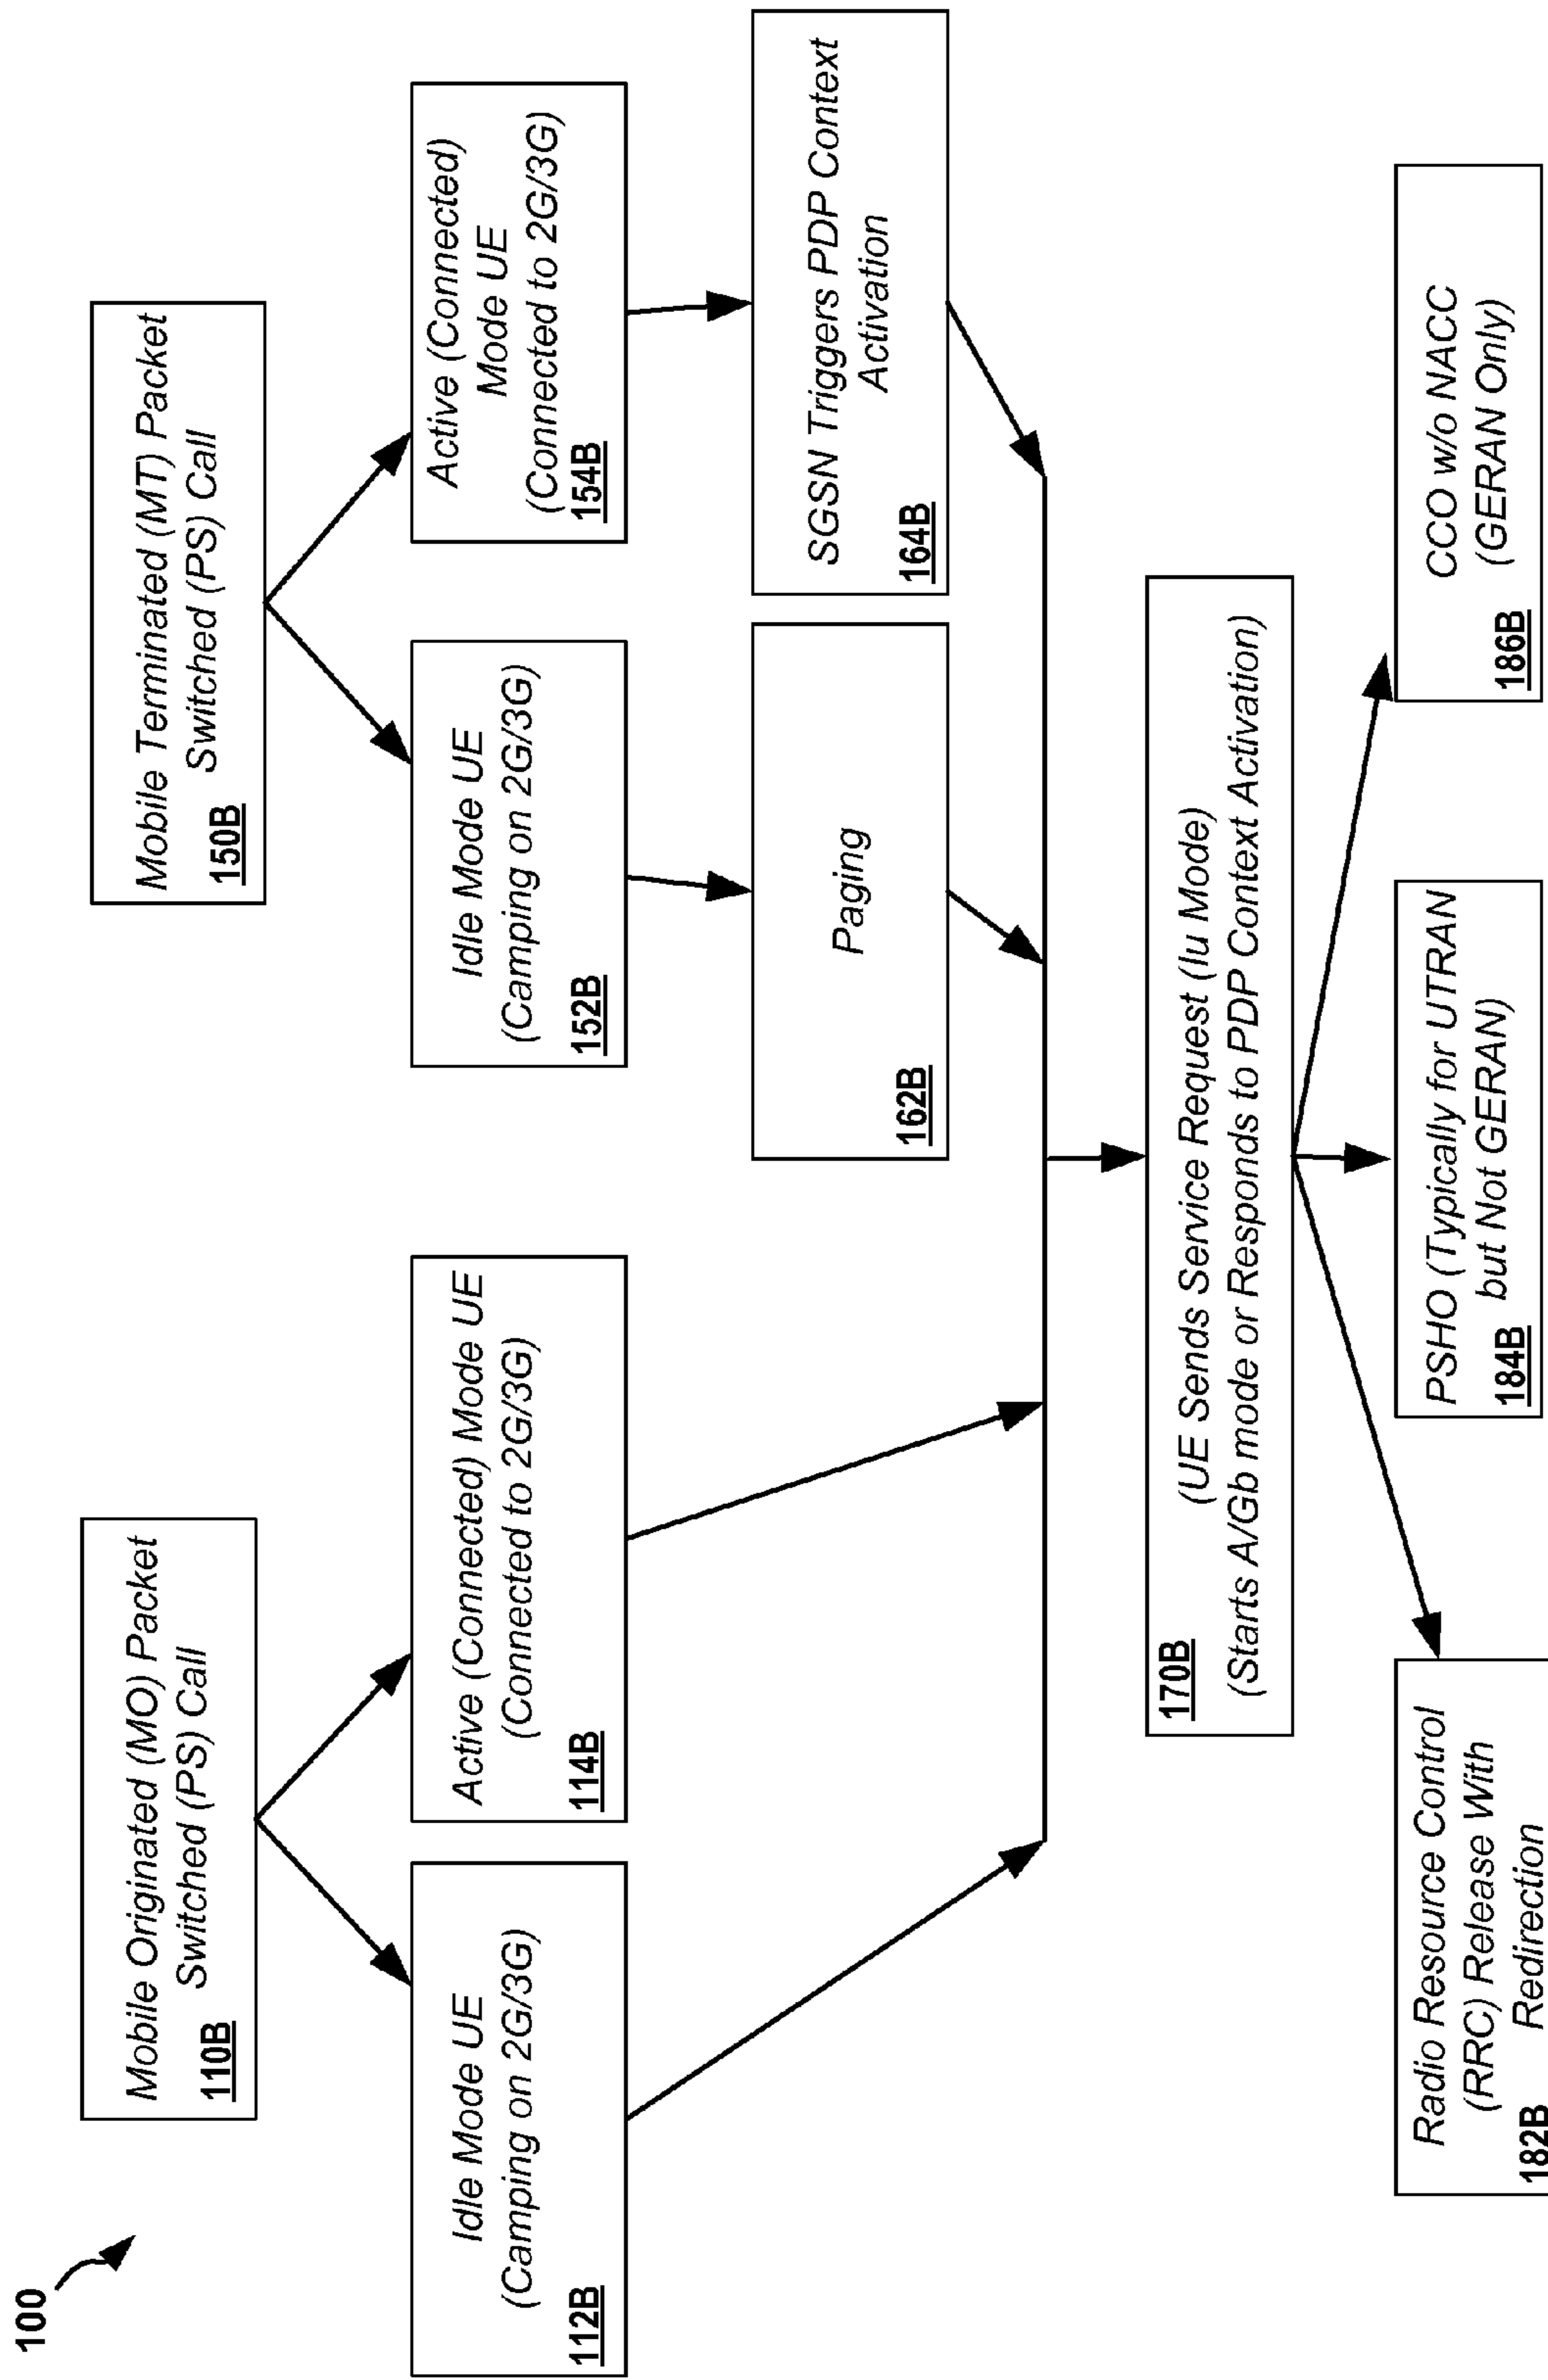 100
Mobile Originated (MO) Packet
Switched (PS) Call
110B
Mobile Terminated (MT) Packet
Switched (PS) Call
150B
Idle Mode UE
(Camping on 2G/3G)
112B
Active (Connected) Mode UE
(Connected to 2G/3G)
114B
Idle Mode UE
(Camping on 2G/3G)
152B
Active (Connected)
Mode UE
(Connected to 2G/3G)
154B
Paging
162B
SGSN Triggers PDP Context
Activation
164B
(UE Sends Service Request (Iu Mode)
170B
(Starts A/Gb mode or Responds to PDP Context Activation)
Radio Resource Control
(RRC) Release With
Redirection
182B
PSHO (Typically for UTRAN
but Not GERAN)
184B
CCO w/o NACC
(GERAN Only)
186B